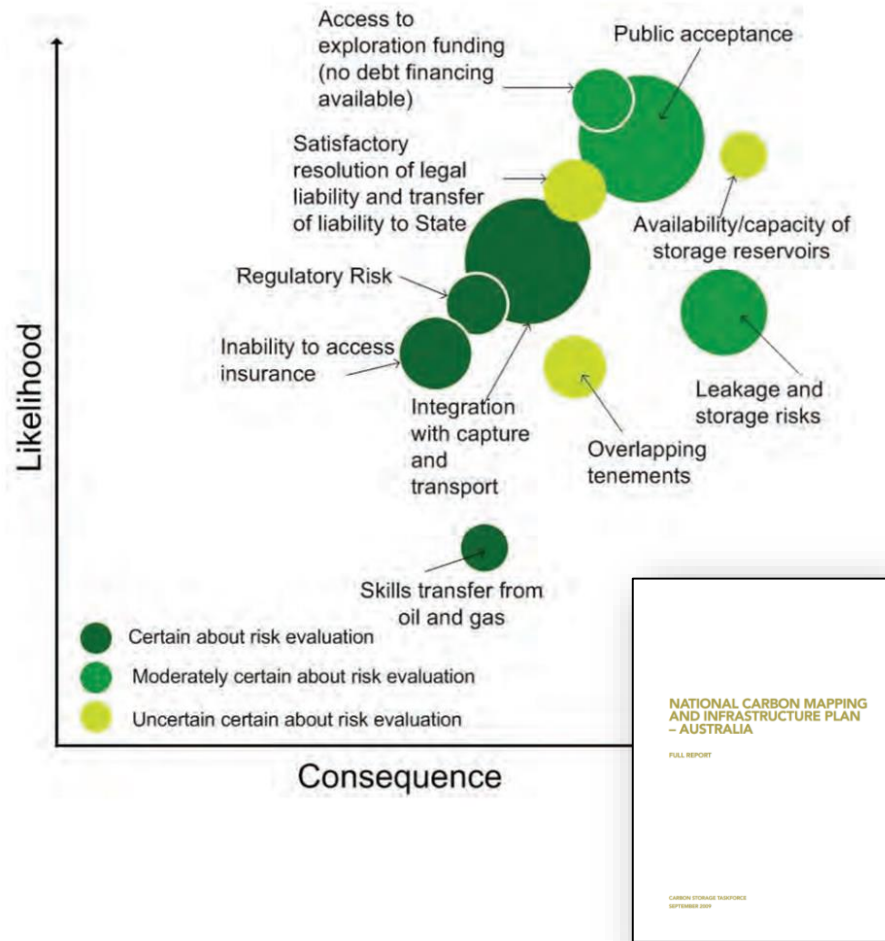 Access to
exploration funding
(no debt financing
available)
Public acceptance
Satisfactory
resolution of legal
liability and transfer
of liability to State
Availability/capacity of
storage reservoirs
Regulatory Risk
Inability to access
insurance
Integration
with capture
and
transport
Leakage and
storage risks
Overlapping
tenements
Skills transfer from
oil and gas
Likelihood
Certain about risk evaluation
Moderately certain about risk evaluation
Uncertain certain about risk evaluation
Consequence
NATIONAL CARBON MAPPING
AND INFRASTRUCTURE PLAN
– AUSTRALIA
FULL REPORT
CARBON STORAGE TASKFORCE
SEPTEMBER 2009